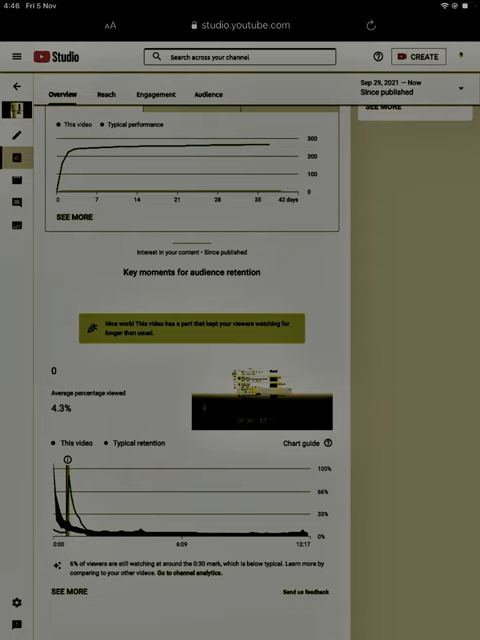 4:46 Fri 5 Nov
AA studio.youtube.com
Studio
Search across your channel
CREATE
Sep 29, 2021 – Now
Since published
Overview Reach Engagement Audience
SEE MORE
This video Typical performance
300
200
100
0
0 7 14 21 28 35 42 days
SEE MORE
Interest in your content • Since published
Key moments for audience retention
Nice work! This video has a part that kept your viewers watching for
longer than usual.
0
Average percentage viewed
4.3%
This video Typical retention Chart guide
100%
66%
33%
0%
0:00 6:09 12:17
6% of viewers are still watching at around the 0:30 mark, which is below typical. Learn more by
comparing to your other videos. Go to channel analytics.
SEE MORE Send us feedback